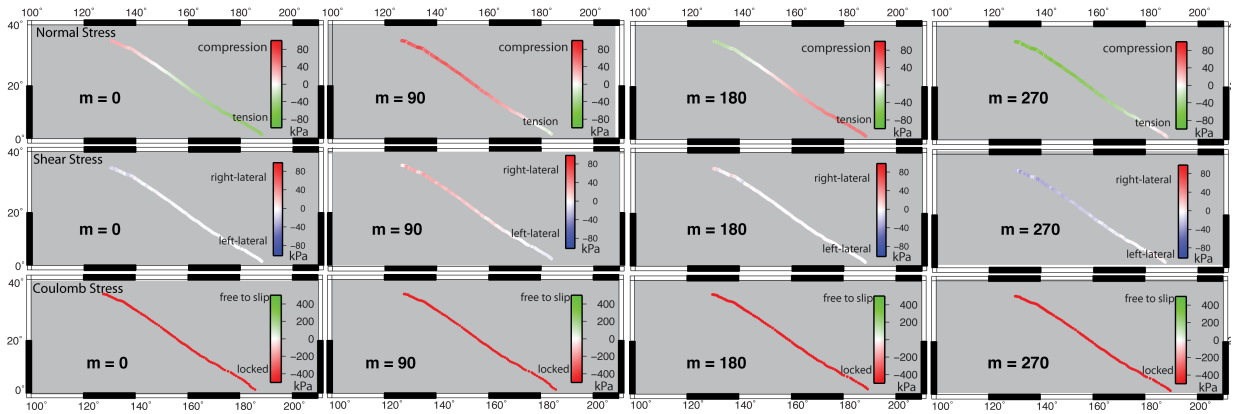 100˚ 120˚ 140˚ 160˚ 180˚ 200˚ 100˚ 120˚ 140˚ 160˚ 180˚ 200˚ 100˚ 120˚ 140˚ 160˚ 180˚ 200˚ 100˚ 120˚ 140˚ 160˚ 180˚ 200˚
40˚ Normal Stress
compression 80 compression 80 compression 80 compression 80
40 40 40 40
20˚ m = 0 0 m = 90 0 m = 180 0 m = 270 0
−40 −40 −40 −40
tension −80 tension −80 tension −80 tension −80
0˚ kPa kPa kPa kPa
40˚ Shear Stress
right-lateral 80 right-lateral 80 right-lateral 80 right-lateral 80
40 40 40 40
20˚ m = 0 0 m = 90 0 m = 180 0 m = 270 0
−40 −40 −40 −40
left-lateral −80 left-lateral −80 left-lateral −80 left-lateral −80
0˚ kPa kPa kPa kPa
40˚ Coulomb Stress
free to slip 400 free to slip 400 free to slip 400 free to slip 400
200 200 200 200
20˚ m = 0 0 m = 90 0 m = 180 0 m = 270 0
−200 −200 −200 −200
locked −400 locked −400 locked −400 locked −400
0˚ kPa kPa kPa kPa
100˚ 120˚ 140˚ 160˚ 180˚ 200˚ 100˚ 120˚ 140˚ 160˚ 180˚ 200˚ 100˚ 120˚ 140˚ 160˚ 180˚ 200˚ 100˚ 120˚ 140˚ 160˚ 180˚ 200˚